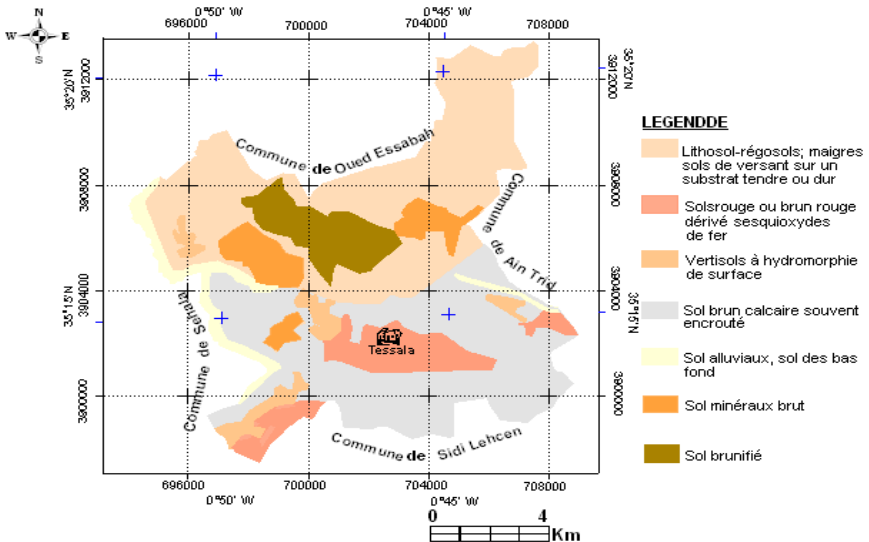 N
W E
S
0°50' W
0°45' W
696000
700000
704000
708000
35°20'N
3912000
3912000
35°20'N
Commune de Oued Essabah
3908000
3908000
Commune de Ain Trid
35°15'N
3904000
3904000
35°15'N
Commune de Sehala
Tessala
3900000
3900000
Commune de Sidi Lehcen
696000
700000
704000
708000
0°50' W
0°45' W
0 4
Km
LEGENDDE
Lithosol-régosols; maigres
sols de versant sur un
substrat tendre ou dur
Solsrouge ou brun rouge
dérivé sesquioxydes
de fer
Vertisols à hydromorphie
de surface
Sol brun calcaire souvent
encrouté
Sol alluviaux, sol des bas
fond
Sol minéraux brut
Sol brunifié